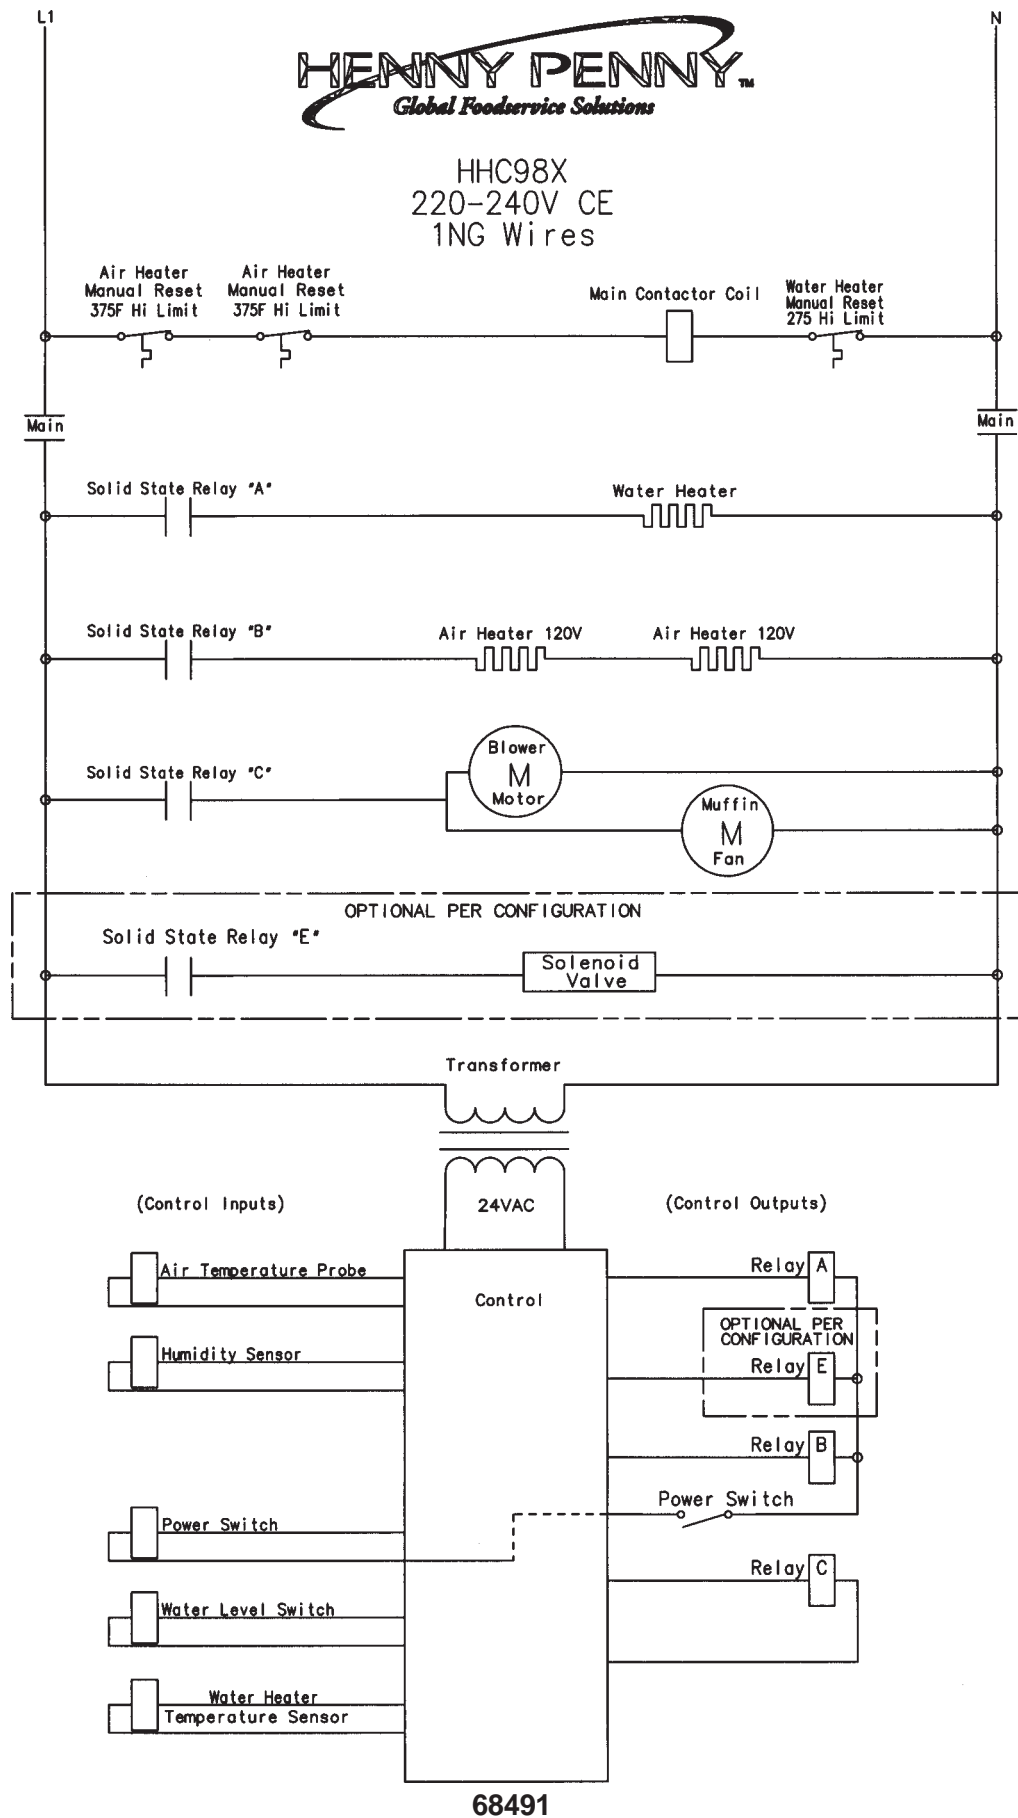 L1
N
HENNY PENNY™
Global Foodservice Solutions
HHC98X
220-240V CE
1NG Wires
Air Heater
Manual Reset
375F Hi Limit
Air Heater
Manual Reset
375F Hi Limit
Main Contactor Coil
Water Heater
Manual Reset
275 Hi Limit
Main
Main
Solid State Relay "A"
Water Heater
Solid State Relay "B"
Air Heater 120V
Air Heater 120V
Solid State Relay "C"
Blower
M
Motor
Muffin
M
Fan
OPTIONAL PER CONFIGURATION
Solid State Relay "E"
Solenoid
Valve
Transformer
(Control Inputs)
24VAC
(Control Outputs)
Air Temperature Probe
Relay A
Control
OPTIONAL PER
CONFIGURATION
Humidity Sensor
Relay E
Relay B
Power Switch
Power Switch
Relay C
Water Level Switch
Water Heater
Temperature Sensor
68491